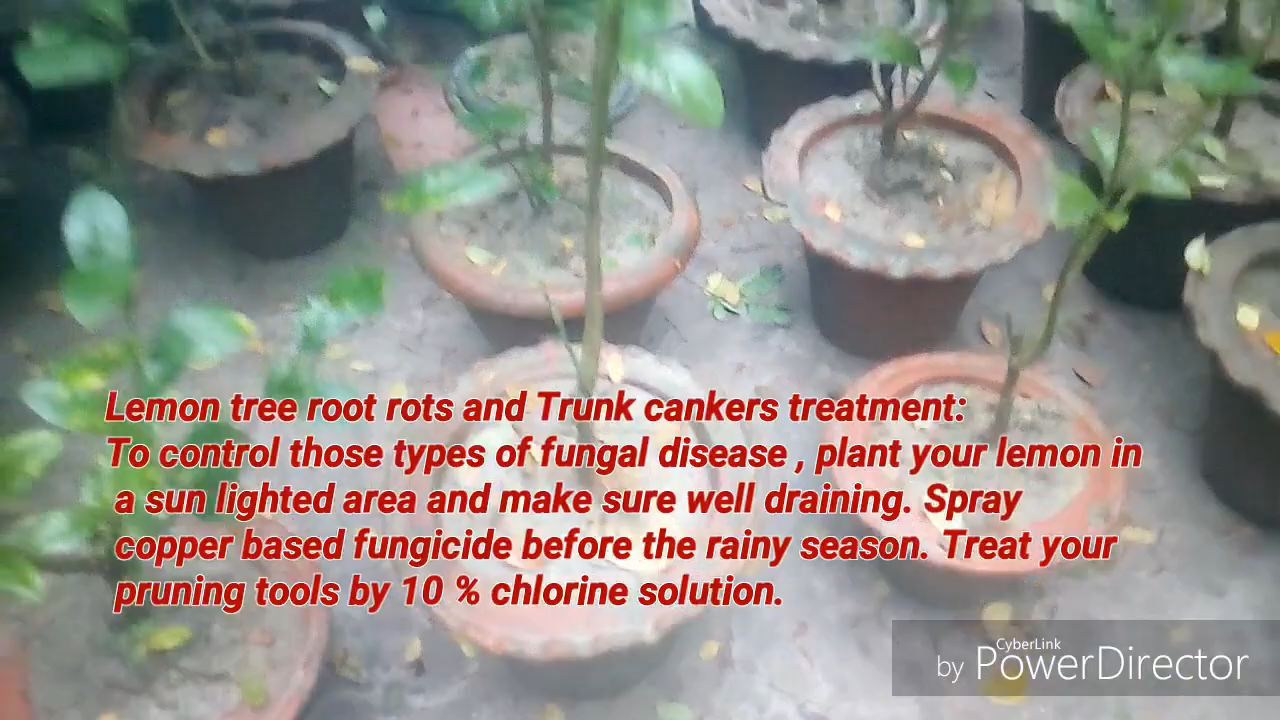 Lemon tree root rots and Trunk cankers treatment:
To control those types of fungal disease , plant your lemon in
a sun lighted area and make sure well draining. Spray
copper based fungicide before the rainy season. Treat your
pruning tools by 10 % chlorine solution.
CyberLink
by PowerDirector